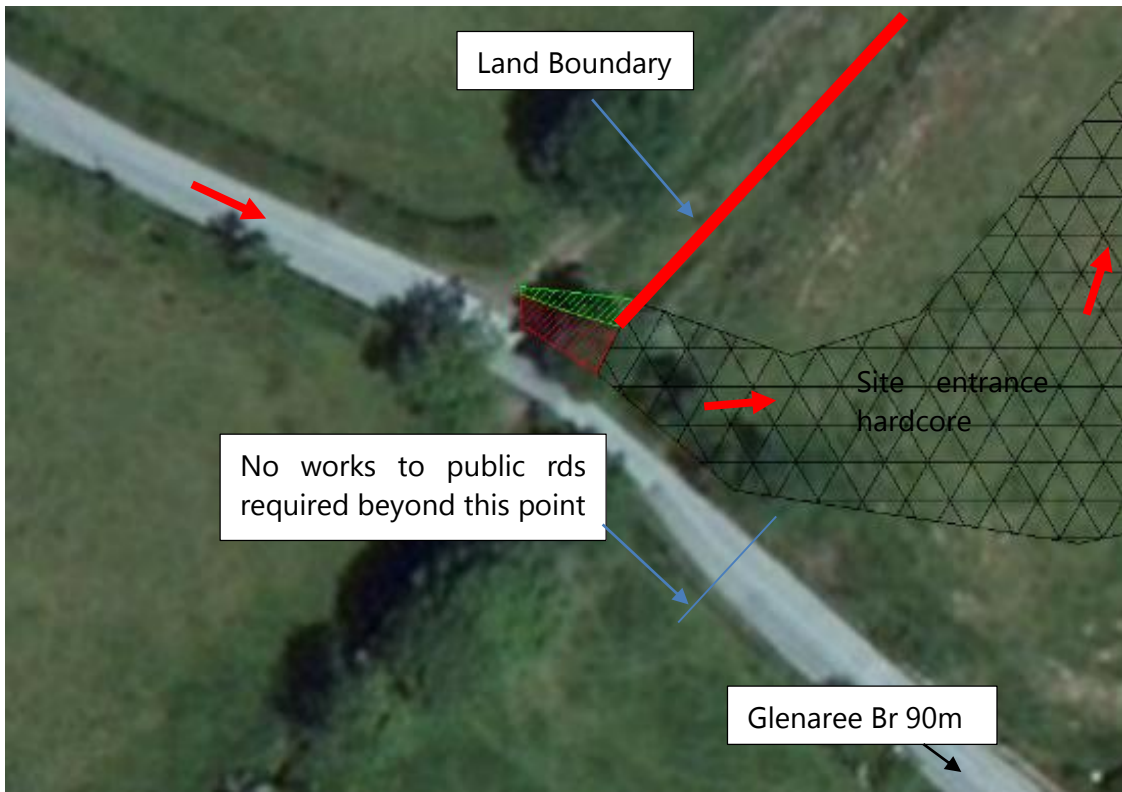 Land Boundary
Site entrance
hardcore
No works to public rds
required beyond this point
Glenaree Br 90m